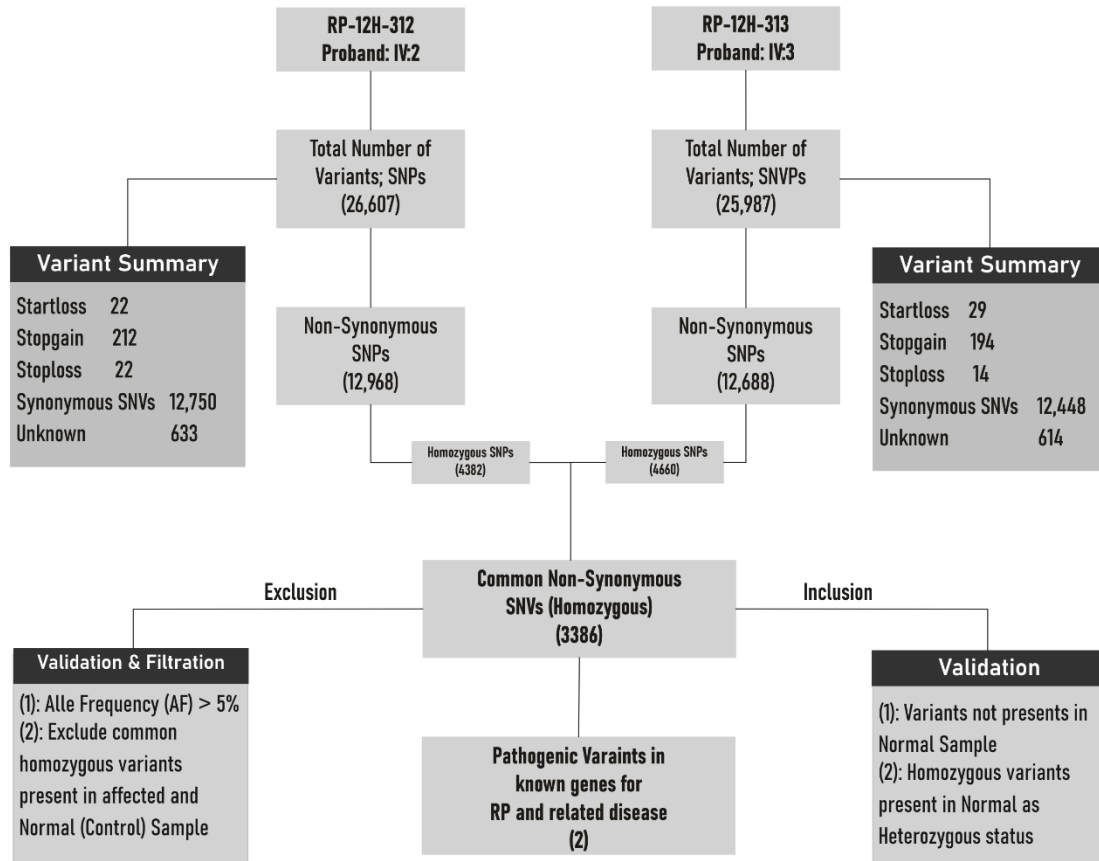 RP-12H-312
Proband: IV:2
RP-12H-313
Proband: IV:3
Total Number of
Variants; SNPs
(26,607)
Total Number of
Variants; SNVPs
(25,987)
Variant Summary
Startloss 22
Stopgain 212
Stoploss 22
Synonymous SNVs 12,750
Unknown 633
Non-Synonymous
SNPs
(12,968)
Non-Synonymous
SNPs
(12,688)
Variant Summary
Startloss 29
Stopgain 194
Stoploss 14
Synonymous SNVs 12,448
Unknown 614
Homozygous SNPs
(4382)
Homozygous SNPs
(4660)
Common Non-Synonymous
SNVs (Homozygous)
(3386)
Exclusion
Inclusion
Validation & Filtration
(1): Alle Frequency (AF) > 5%
(2): Exclude common
homozygous variants
present in affected and
Normal (Control) Sample
Pathogenic Varaints in
known genes for
RP and related disease
(2)
Validation
(1): Variants not presents in
Normal Sample
(2): Homozygous variants
present in Normal as
Heterozygous status